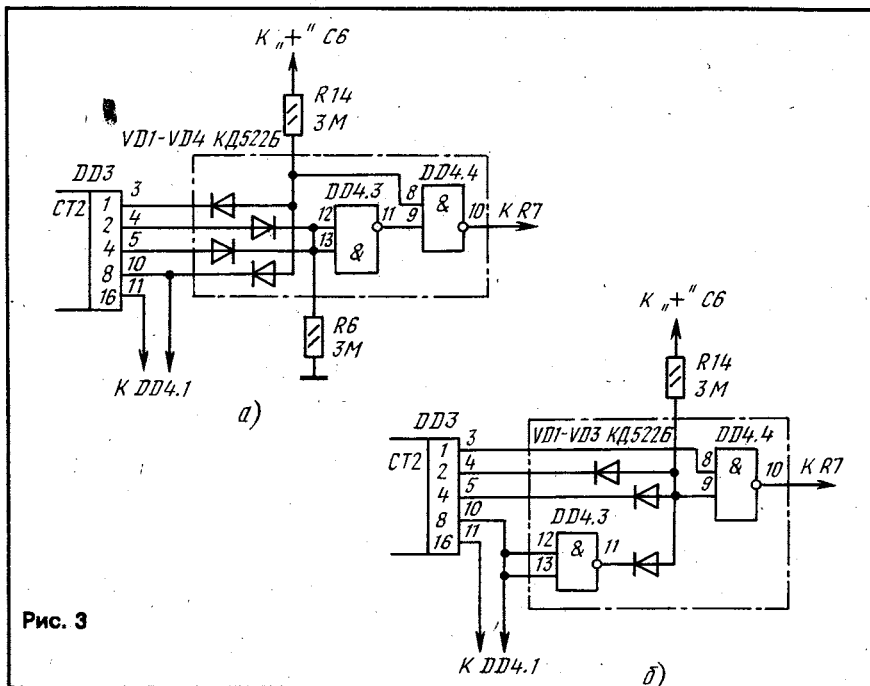 К „+" С6
R14
3М
VD1-VD4 КД522Б
DD3
СТ2
1
2
4
8
16
3
4
5
10
11
DD4.3
12
13
&
11
DD4.4
8
9
&
10
К R7
R6
3М
К DD4.1
а)
К „+" С6
R14
3М
DD3
СТ2
1
2
4
8
16
3
4
5
10
11
VD1-VD3 КД522Б
DD4.4
8
9
&
10
К R7
DD4.3
12
13
&
11
К DD4.1
б)
Рис. 3